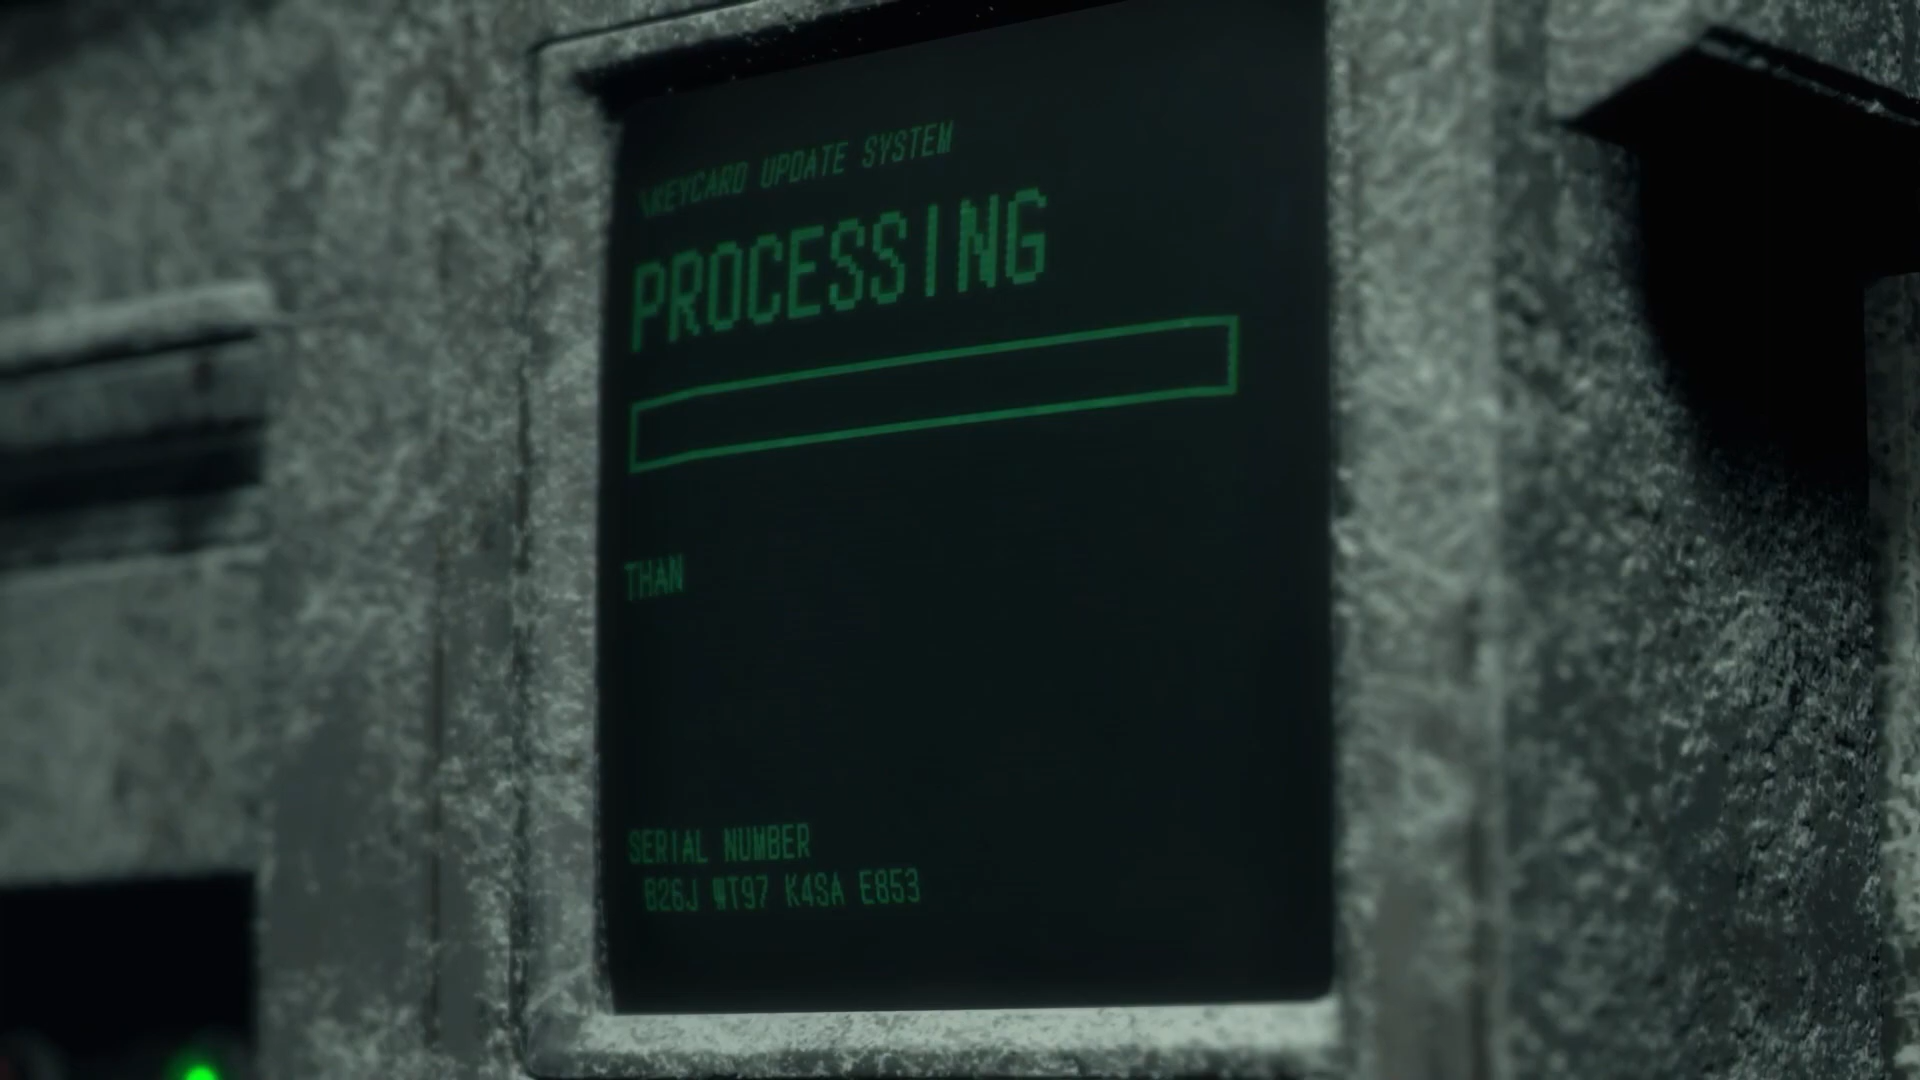 \KEYCARD UPDATE SYSTEM
PROCESSING
THAN
SERIAL NUMBER
B26J WT97 K4SA E853